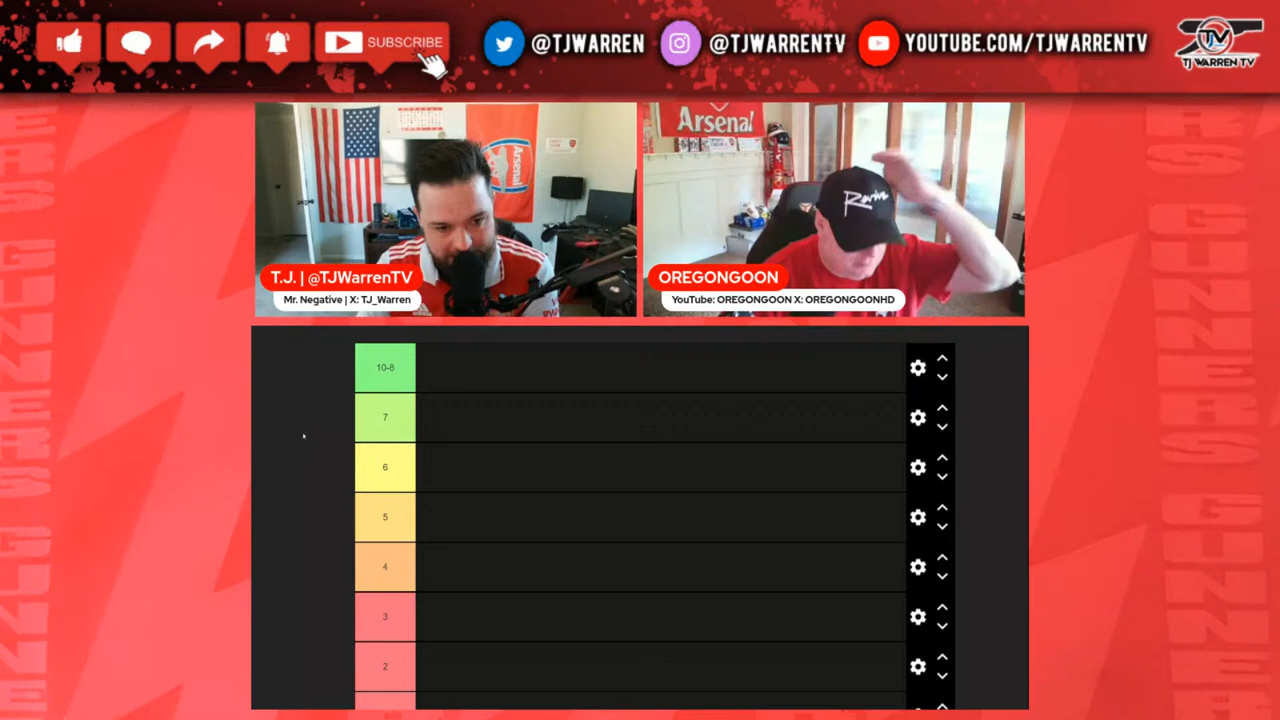 SUBSCRIBE
@TJWARREN
@TJWARRENTV
YOUTUBE.COM/TJWARRENTV
TJ WARREN TV
Arsenal
Arsenal
T.J. | @TJWarrenTV
Mr. Negative | X: TJ_Warren
OREGONGOON
YouTube: OREGONGOON X: OREGONGOONHD
10-8
7
6
5
4
3
2